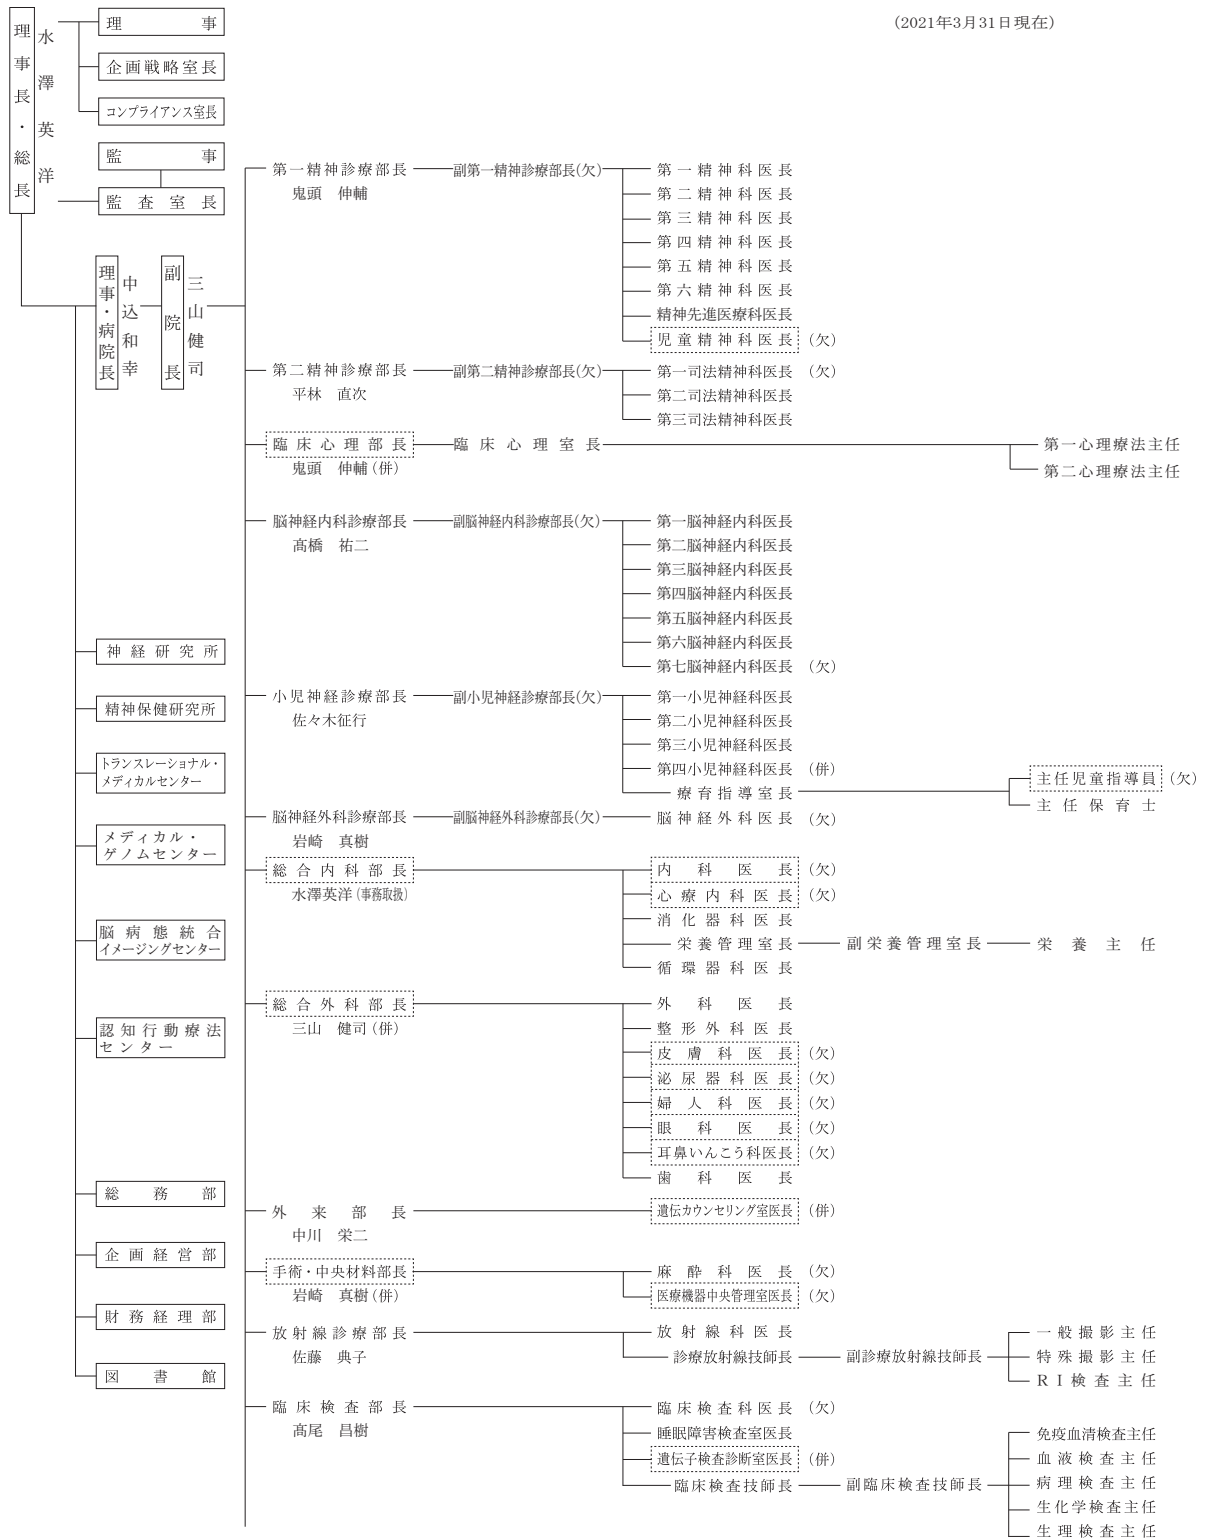 (2021年3月31日現在)
理事長・総長
水澤英洋
理事
企画戦略室長
コンプライアンス室長
監事
監査室長
理事・病院長
中込和幸
副院長
三山健司
神経研究所
精神保健研究所
トランスレーショナル・
メディカルセンター
メディカル・
ゲノムセンター
脳病態統合
イメージングセンター
認知行動療法
センター
総務部
企画経営部
財務経理部
図書館
第一精神診療部長 副第一精神診療部長(欠) 第一精神科医長
鬼頭 伸輔 第二精神科医長
第三精神科医長
第四精神科医長
第五精神科医長
第六精神科医長
精神先進医療科医長
児童精神科医長 (欠)
第二精神診療部長 副第二精神診療部長(欠) 第一司法精神科医長 (欠)
平林 直次 第二司法精神科医長
第三司法精神科医長
臨床心理部長 臨床心理室長 第一心理療法主任
鬼頭 伸輔(併) 第二心理療法主任
脳神経内科診療部長 副脳神経内科診療部長(欠) 第一脳神経内科医長
髙橋 祐二 第二脳神経内科医長
第三脳神経内科医長
第四脳神経内科医長
第五脳神経内科医長
第六脳神経内科医長
第七脳神経内科医長 (欠)
小児神経診療部長 副小児神経診療部長(欠) 第一小児神経科医長
佐々木征行 第二小児神経科医長
第三小児神経科医長
第四小児神経科医長 (併)
療育指導室長 主任児童指導員 (欠)
主任保育士
脳神経外科診療部長 副脳神経外科診療部長(欠) 脳神経外科医長 (欠)
岩崎 真樹
総合内科部長 内科医長 (欠)
水澤英洋(事務取扱) 心療内科医長 (欠)
消化器科医長
栄養管理室長 副栄養管理室長 栄養主任
循環器科医長
総合外科部長 外科医長
三山 健司(併) 整形外科医長
皮膚科医長 (欠)
泌尿器科医長 (欠)
婦人科医長 (欠)
眼科医長 (欠)
耳鼻いんこう科医長 (欠)
歯科医長
外来部長 遺伝カウンセリング室医長 (併)
中川 栄二
手術・中央材料部長 麻酔科医長 (欠)
岩崎 真樹(併) 医療機器中央管理室医長 (欠)
放射線診療部長 放射線科医長 一般撮影主任
佐藤 典子 診療放射線技師長 副診療放射線技師長 特殊撮影主任
RI検査主任
臨床検査部長 臨床検査科医長 (欠)
髙尾 昌樹 睡眠障害検査室医長 免疫血清検査主任
遺伝子検査診断室医長 (併) 血液検査主任
臨床検査技師長 副臨床検査技師長 病理検査主任
生化学検査主任
生理検査主任